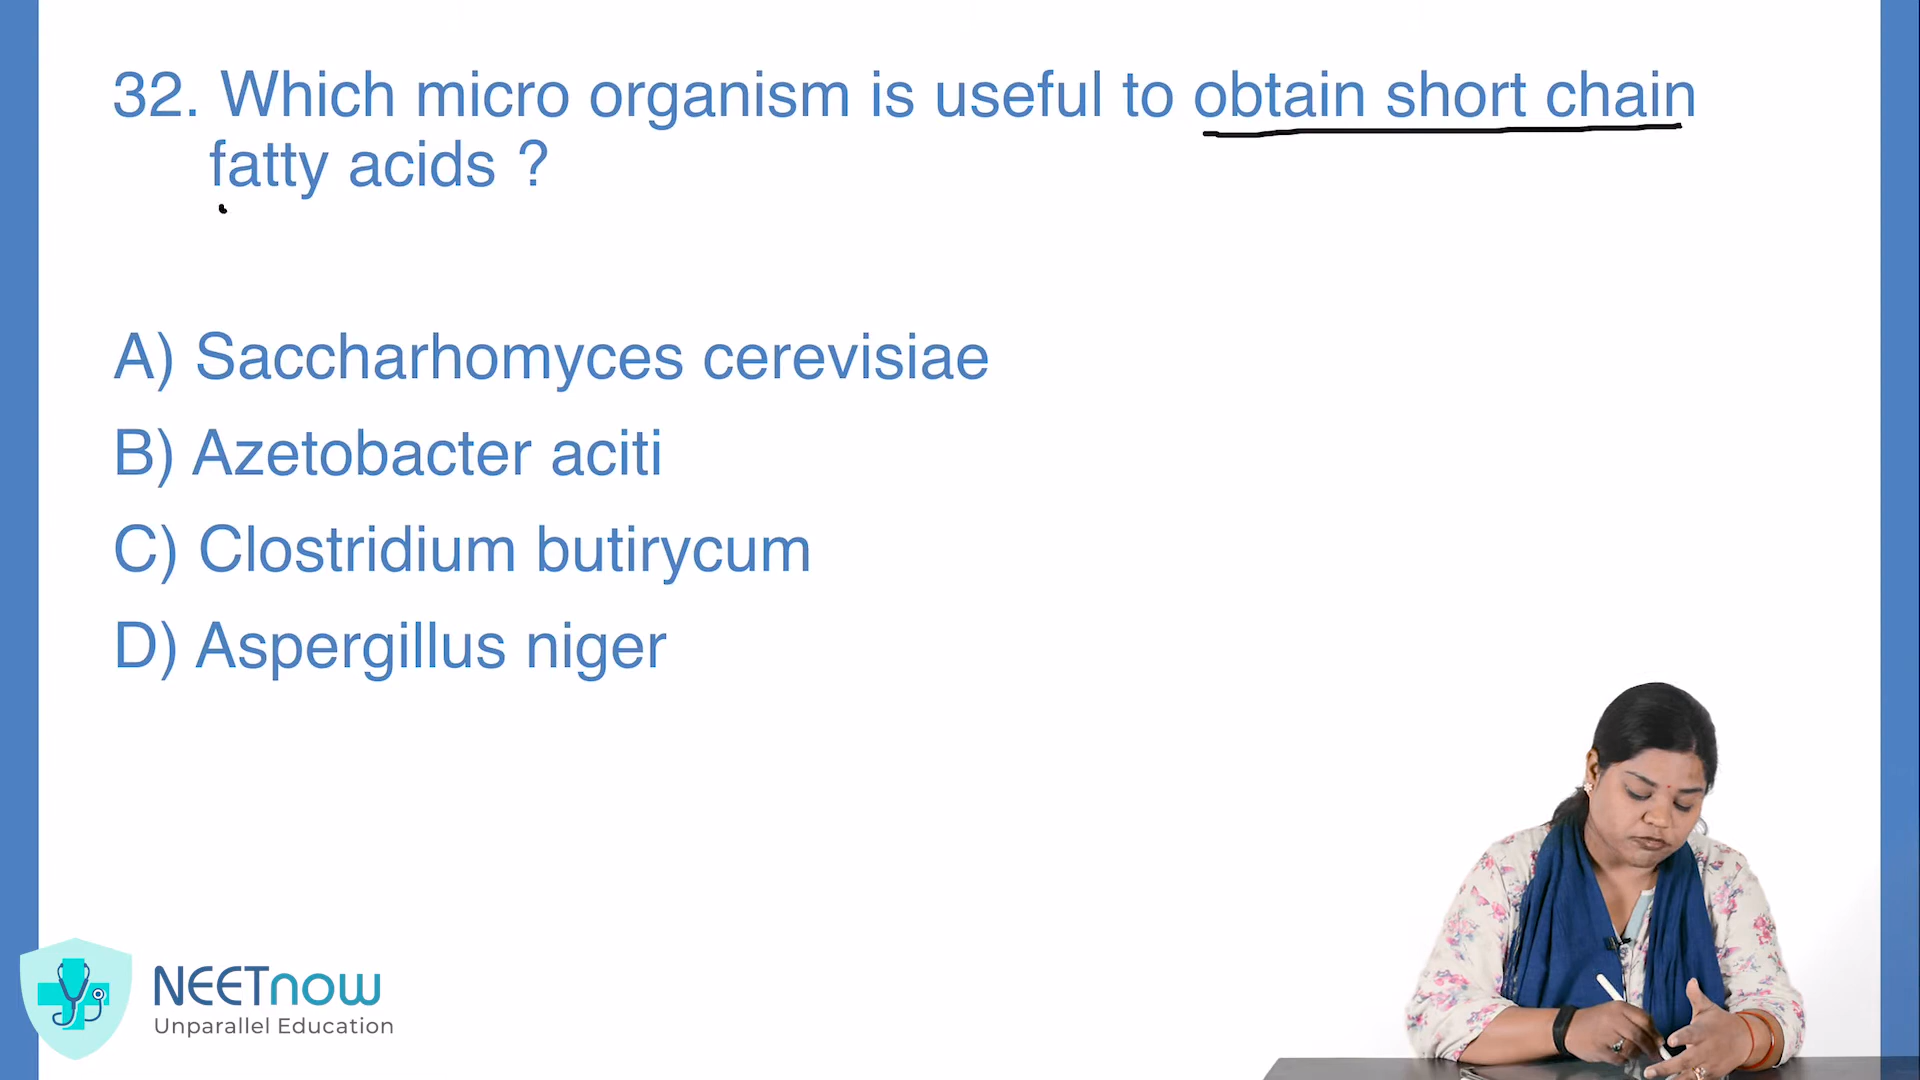 32. Which micro organism is useful to obtain short chain
fatty acids ?
A) Saccharhomyces cerevisiae
B) Azetobacter aciti
C) Clostridium butirycum
D) Aspergillus niger
NEETnow
Unparallel Education